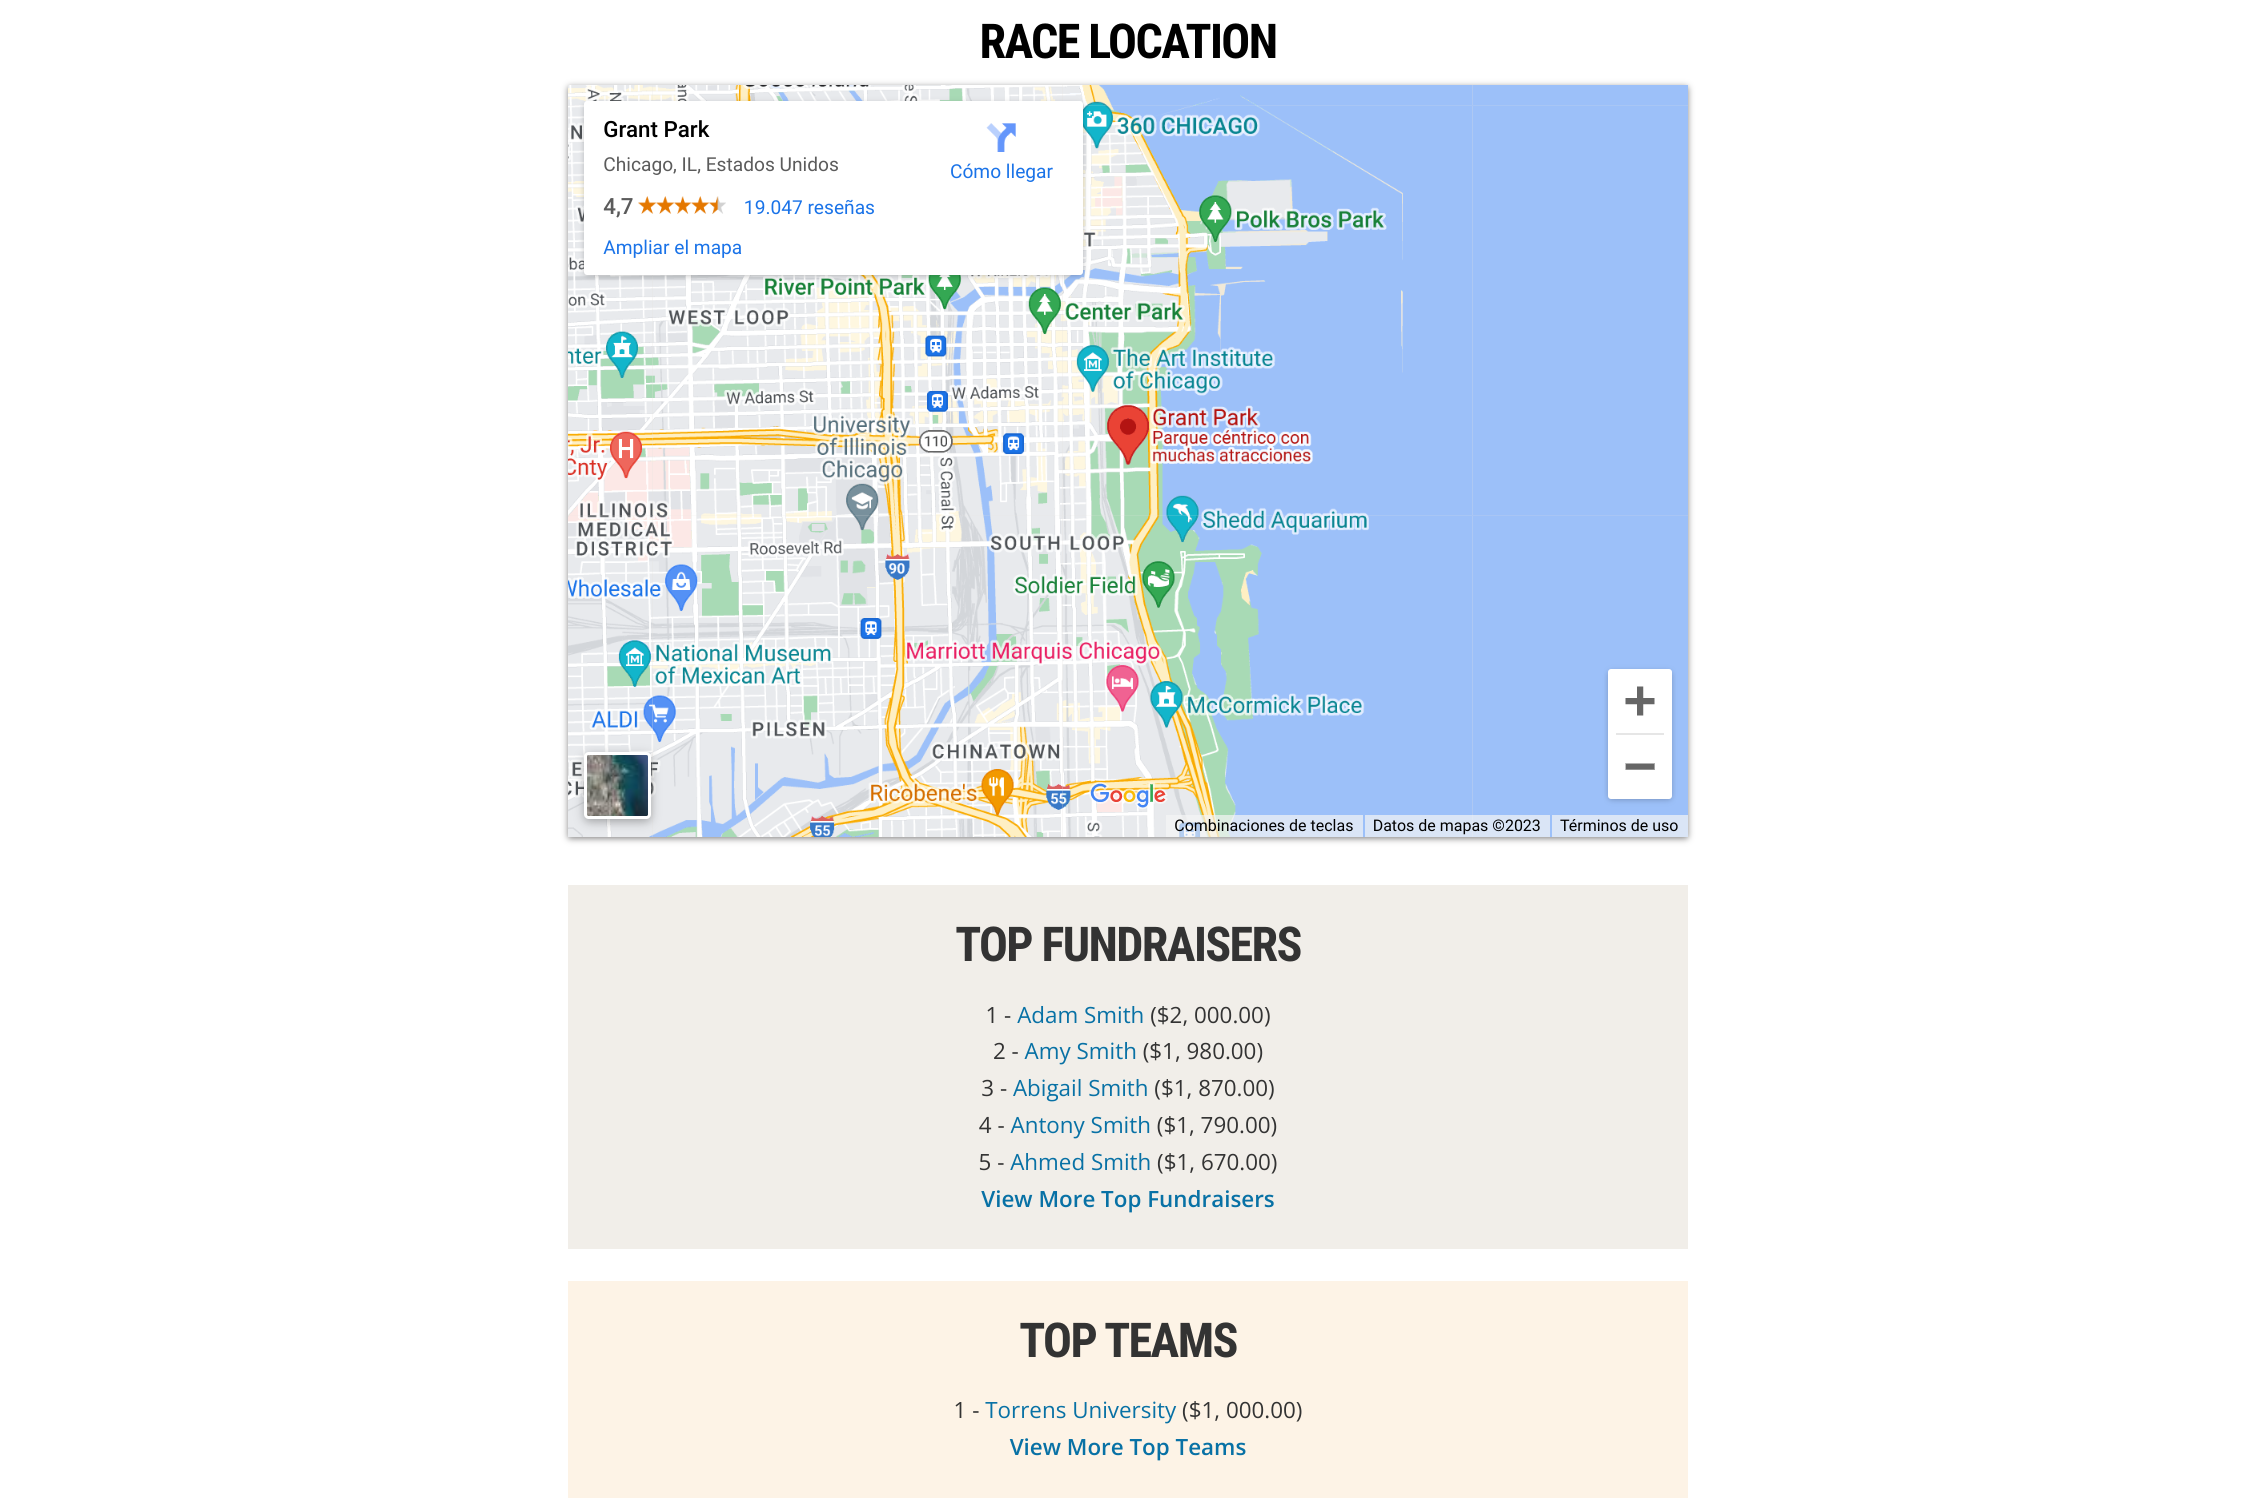 RACE LOCATION
Grant Park
Chicago, IL, Estados Unidos
Cómo llegar
4,7
19.047 reseñas
Ampliar el mapa
360 CHICAGO
Polk Bros Park
River Point Park
Center Park
on St
WEST LOOP
The Art Institute
of Chicago
W Adams St
W Adams St
Grant Park
Parque céntrico con
muchas atracciones
University
of Illinois
Chicago
110
, Jr.
Cnty
H
S Canal St
ILLINOIS
MEDICAL
DISTRICT
Roosevelt Rd
SOUTH LOOP
Shedd Aquarium
90
Soldier Field
Wholesale
National Museum
of Mexican Art
Marriott Marquis Chicago
McCormick Place
ALDI
PILSEN
CHINATOWN
Ricobene's
55
Google
55
Combinaciones de teclas
Datos de mapas ©2023
Términos de uso
TOP FUNDRAISERS
1 - Adam Smith ($2, 000.00)
2 - Amy Smith ($1, 980.00)
3 - Abigail Smith ($1, 870.00)
4 - Antony Smith ($1, 790.00)
5 - Ahmed Smith ($1, 670.00)
View More Top Fundraisers
TOP TEAMS
1 - Torrens University ($1, 000.00)
View More Top Teams